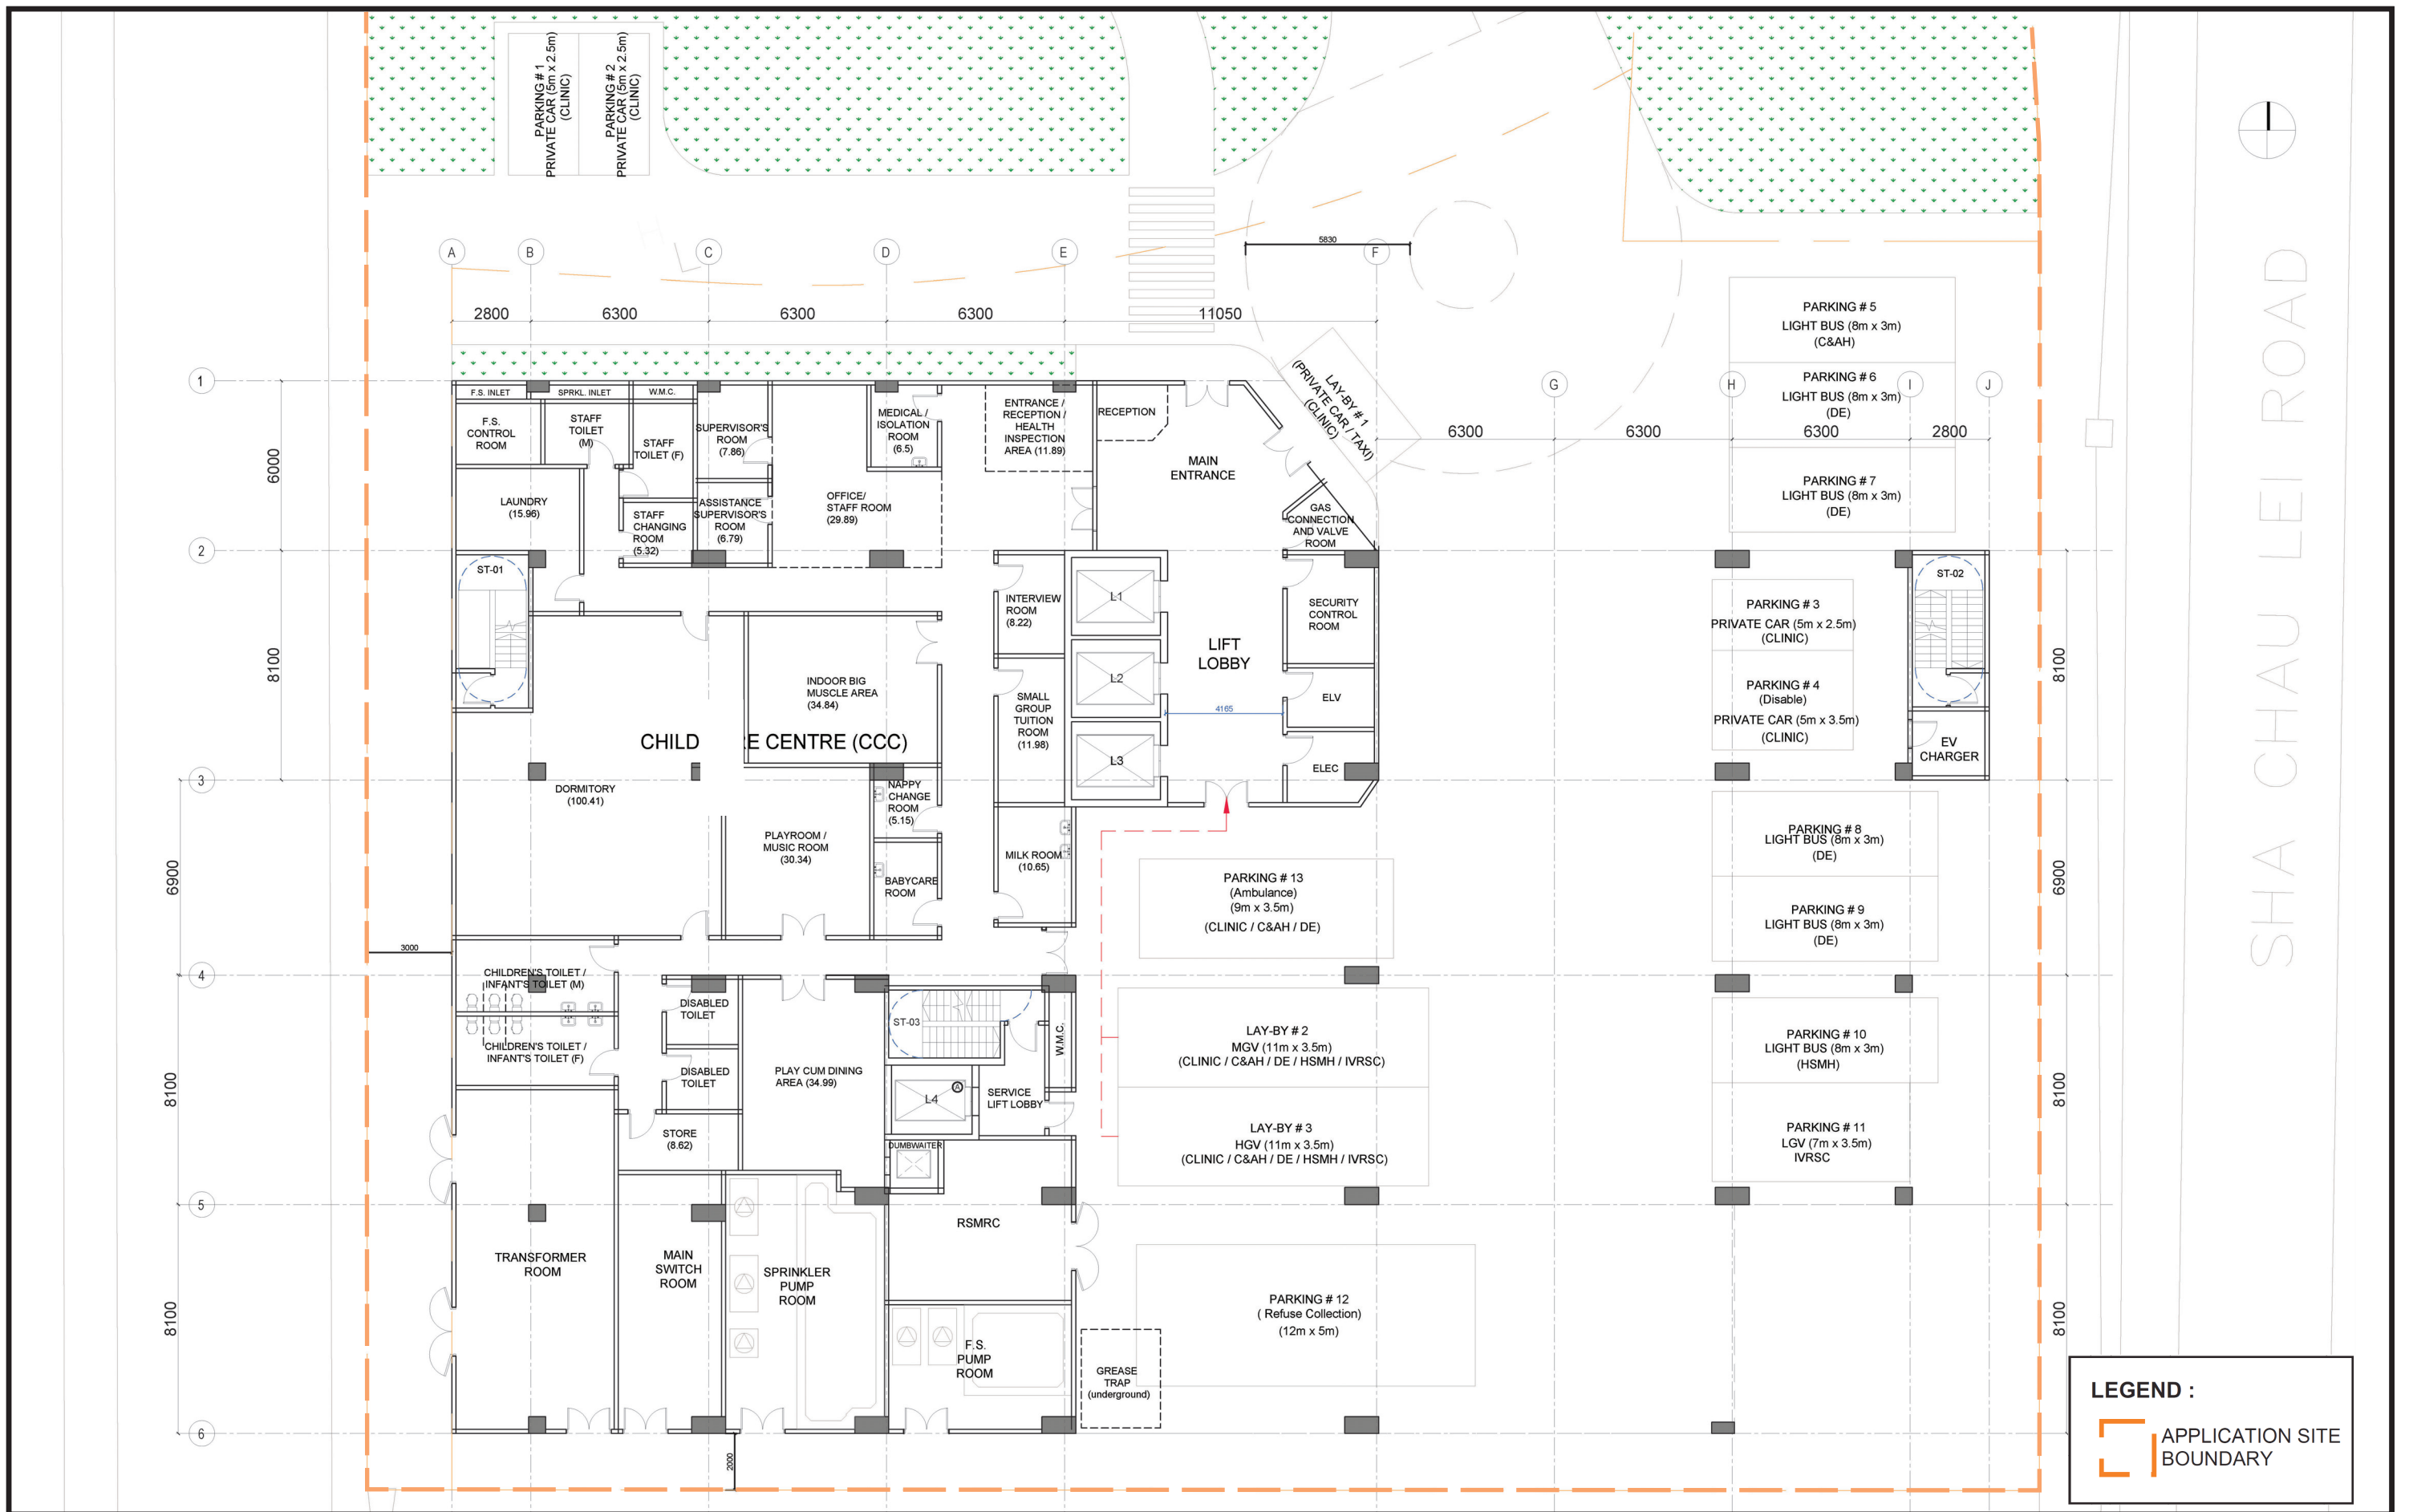 PARKING # 1
PRIVATE CAR (5m x 2.5m)
(CLINIC)
PARKING # 2
PRIVATE CAR (5m x 2.5m)
(CLINIC)
A
B
C
D
E
F
5830
2800
6300
6300
6300
11050
PARKING # 5
LIGHT BUS (8m x 3m)
(C&AH)
PARKING # 6
LIGHT BUS (8m x 3m)
(DE)
PARKING # 7
LIGHT BUS (8m x 3m)
(DE)
G
H
I
J
6300
6300
6300
2800
SHA CHAU LEI ROAD
1
2
3
4
5
6
6000
8100
6900
8100
8100
3000
2000
F.S. INLET
SPRKL. INLET
W.M.C.
F.S.
CONTROL
ROOM
STAFF
TOILET
(M)
STAFF
TOILET (F)
SUPERVISOR'S
ROOM
(7.86)
MEDICAL /
ISOLATION
ROOM
(6.5)
ENTRANCE /
RECEPTION /
HEALTH
INSPECTION
AREA (11.89)
RECEPTION
LAY-BY # 1
(PRIVATE CAR / TAXI)
(CLINIC)
MAIN
ENTRANCE
LAUNDRY
(15.96)
STAFF
CHANGING
ROOM
(5.32)
ASSISTANCE
SUPERVISOR'S
ROOM
(6.79)
OFFICE/
STAFF ROOM
(29.89)
GAS
CONNECTION
AND VALVE
ROOM
ST-01
INTERVIEW
ROOM
(8.22)
L1
L2
L3
LIFT
LOBBY
4165
SECURITY
CONTROL
ROOM
ELV
ELEC
INDOOR BIG
MUSCLE AREA
(34.84)
SMALL
GROUP
TUITION
ROOM
(11.98)
CHILD E CENTRE (CCC)
DORMITORY
(100.41)
NAPPY
CHANGE
ROOM
(5.15)
PLAYROOM /
MUSIC ROOM
(30.34)
BABYCARE
ROOM
MILK ROOM
(10.65)
PARKING # 3
PRIVATE CAR (5m x 2.5m)
(CLINIC)
PARKING # 4
(Disable)
PRIVATE CAR (5m x 3.5m)
(CLINIC)
ST-02
EV
CHARGER
8100
6900
8100
8100
PARKING # 13
(Ambulance)
(9m x 3.5m)
(CLINIC / C&AH / DE)
PARKING # 8
LIGHT BUS (8m x 3m)
(DE)
PARKING # 9
LIGHT BUS (8m x 3m)
(DE)
CHILDREN'S TOILET /
INFANT'S TOILET (M)
CHILDREN'S TOILET /
INFANT'S TOILET (F)
DISABLED
TOILET
DISABLED
TOILET
PLAY CUM DINING
AREA (34.99)
ST-03
W.M.C.
L4
A
SERVICE
LIFT LOBBY
DUMBWAITER
STORE
(8.62)
LAY-BY # 2
MGV (11m x 3.5m)
(CLINIC / C&AH / DE / HSMH / IVRSC)
LAY-BY # 3
HGV (11m x 3.5m)
(CLINIC / C&AH / DE / HSMH / IVRSC)
PARKING # 10
LIGHT BUS (8m x 3m)
(HSMH)
PARKING # 11
LGV (7m x 3.5m)
IVRSC
TRANSFORMER
ROOM
MAIN
SWITCH
ROOM
SPRINKLER
PUMP
ROOM
RSMRC
F.S.
PUMP
ROOM
GREASE
TRAP
(underground)
PARKING # 12
( Refuse Collection)
(12m x 5m)
LEGEND :
APPLICATION SITE
BOUNDARY